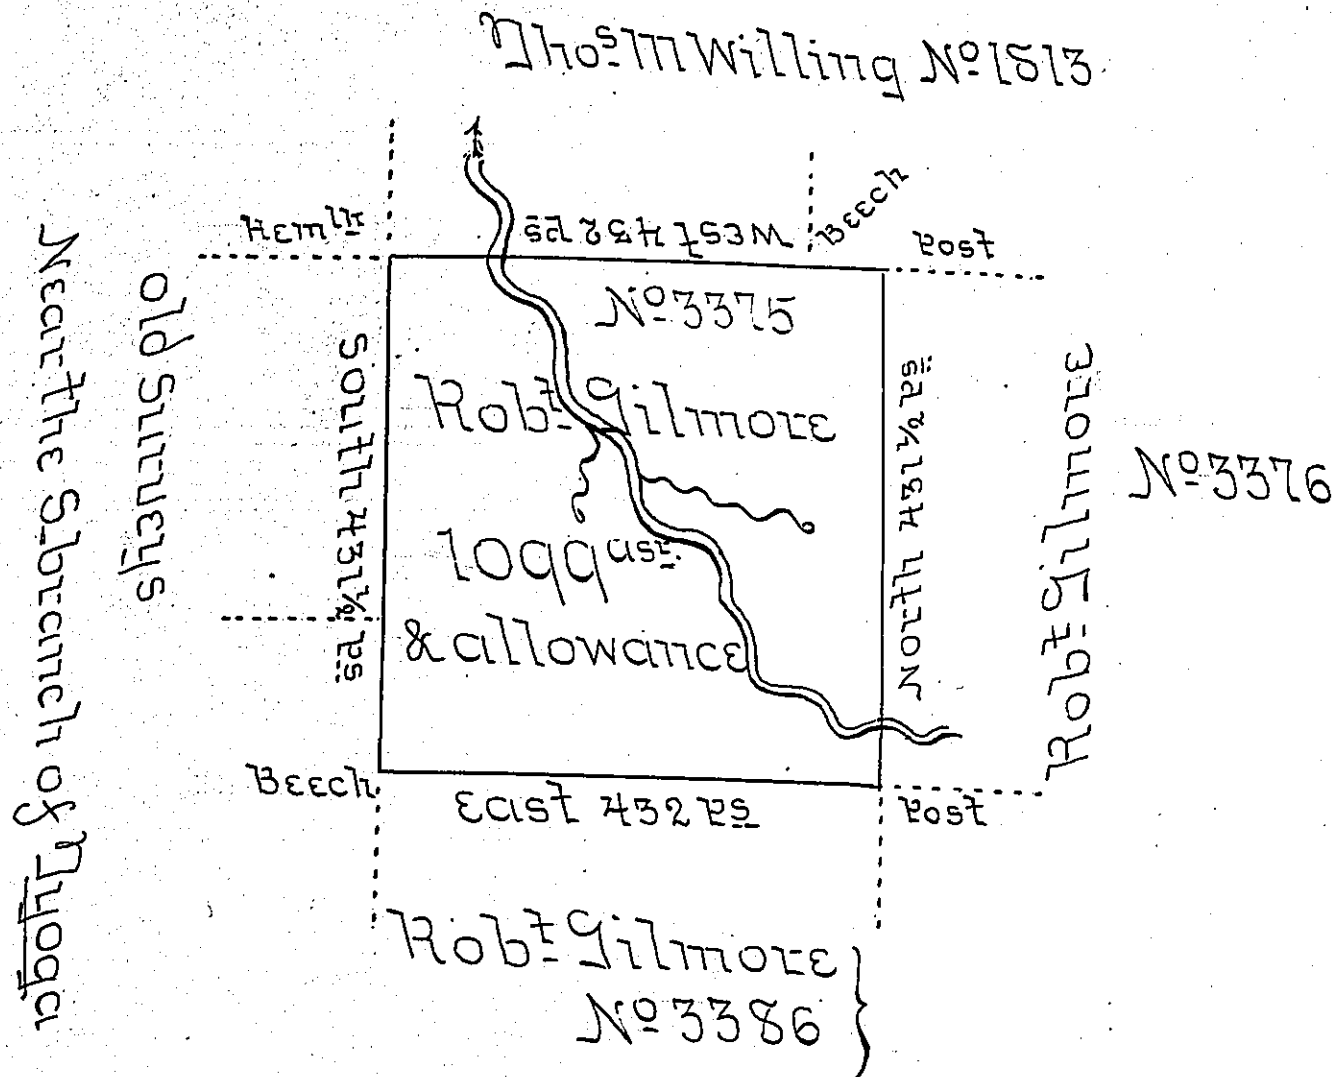 Thos M Willing No 1513
Hemlk
West 432 ps
Beech
Post
No 3375
Robt Gilmore
1099 as
& allowance
South 431½ ps
North 431½ ps
Old Surveys
Near the S branch of Tyoga
Robt Gilmore
No 3376
Beech
East 432 ps
Post
Robt Gilmore
No 3386